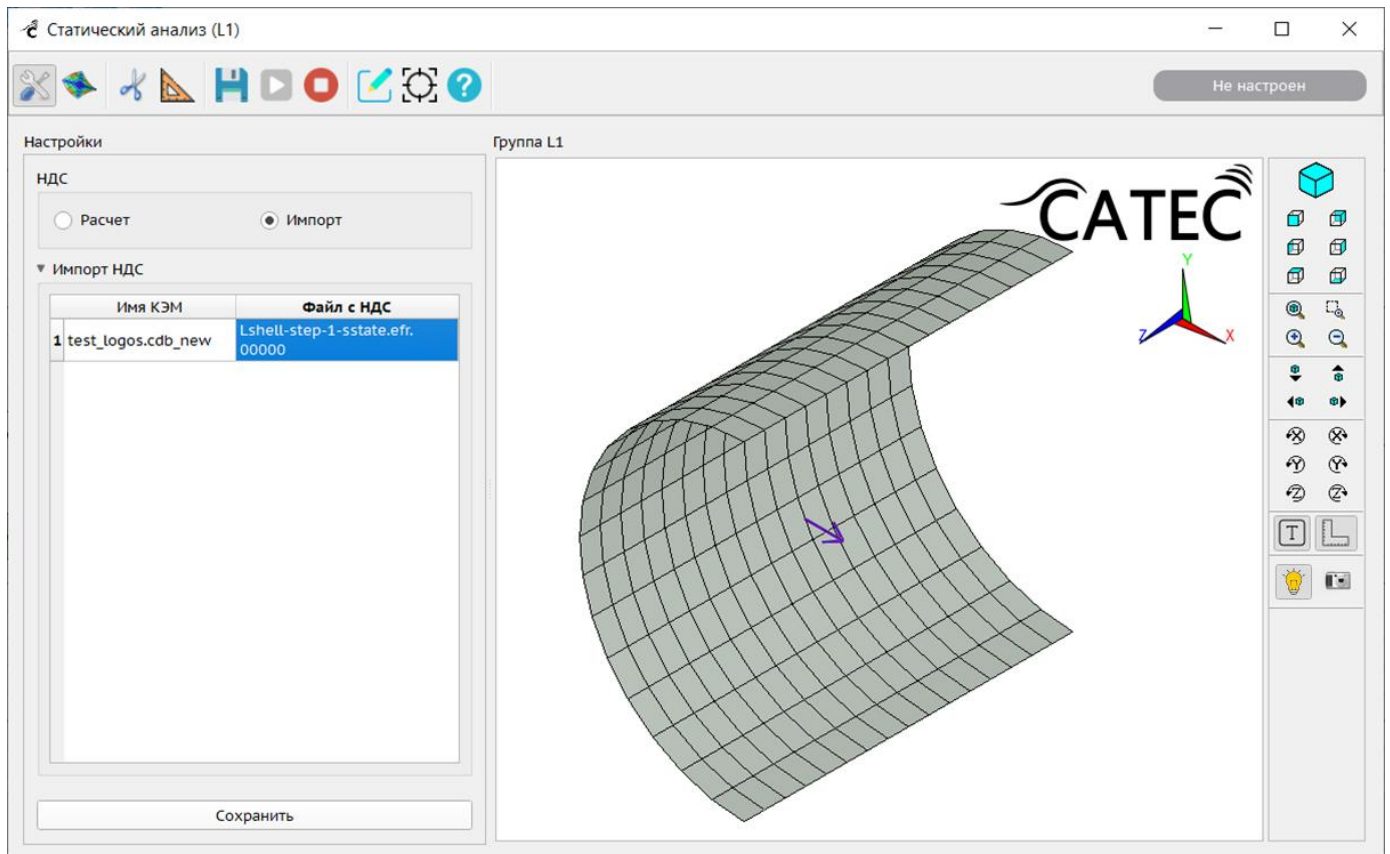 Статический анализ (L1)
Не настроен
Настройки
Группа L1
НДС
Расчет
Импорт
Импорт НДС
Имя КЭМ
Файл с НДС
1
test_logos.cdb_new
Lshell-step-1-sstate.efr.
00000
Сохранить
CATEC
Y
Z
X
X
X
Y
Y
Z
Z
T